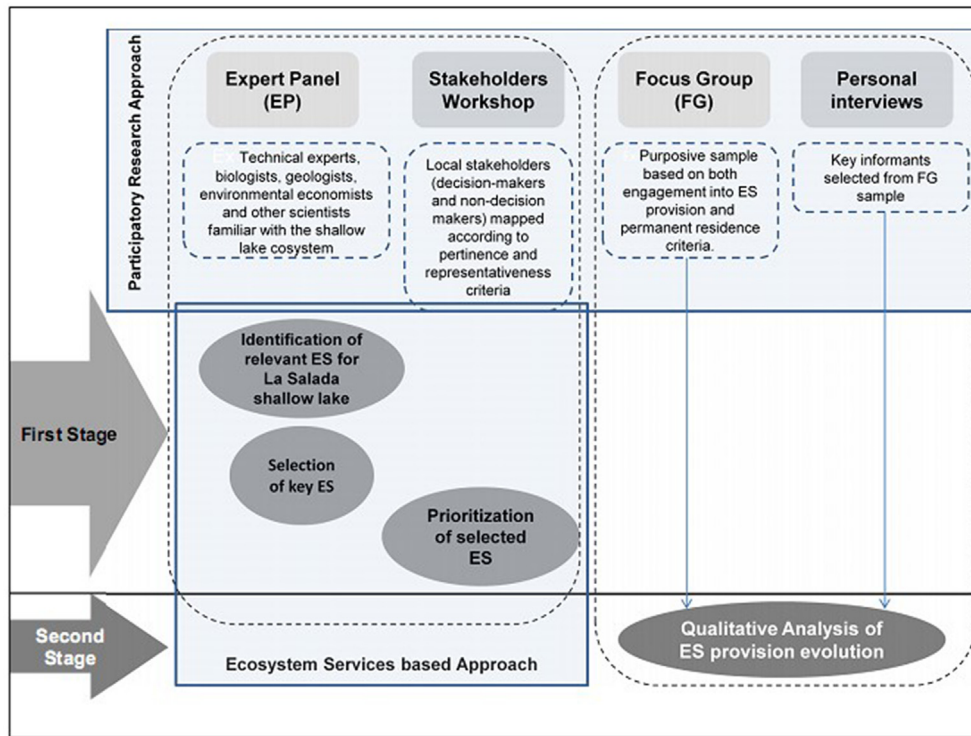 Participatory Research Approach
Expert Panel
(EP)
Stakeholders
Workshop
Focus Group
(FG)
Personal
interviews
Technical experts,
biologists, geologists,
environmental economists
and other scientists
familiar with the shallow
lake cosystem
Local stakeholders
(decision-makers
and non-decision
makers) mapped
according to
pertinence and
representativeness
criteria
Purposive sample
based on both
engagement into ES
provision and
permanent residence
criteria.
Key informants
selected from FG
sample
First Stage
Identification of
relevant ES for
La Salada
shallow lake
Selection
of key ES
Prioritization
of selected
ES
Second
Stage
Ecosystem Services based Approach
Qualitative Analysis of
ES provision evolution